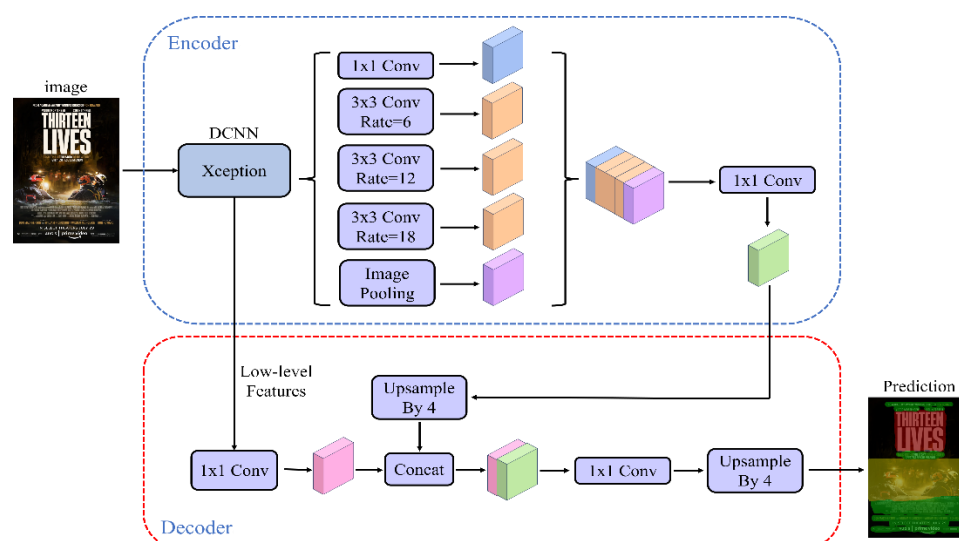 Encoder
image
THIRTEEN
LIVES
DCNN
Xception
1x1 Conv
3x3 Conv
Rate=6
3x3 Conv
Rate=12
3x3 Conv
Rate=18
Image
Pooling
1x1 Conv
Low-level
Features
Upsample
By 4
1x1 Conv
Concat
1x1 Conv
Upsample
By 4
Prediction
THIRTEEN
LIVES
Decoder